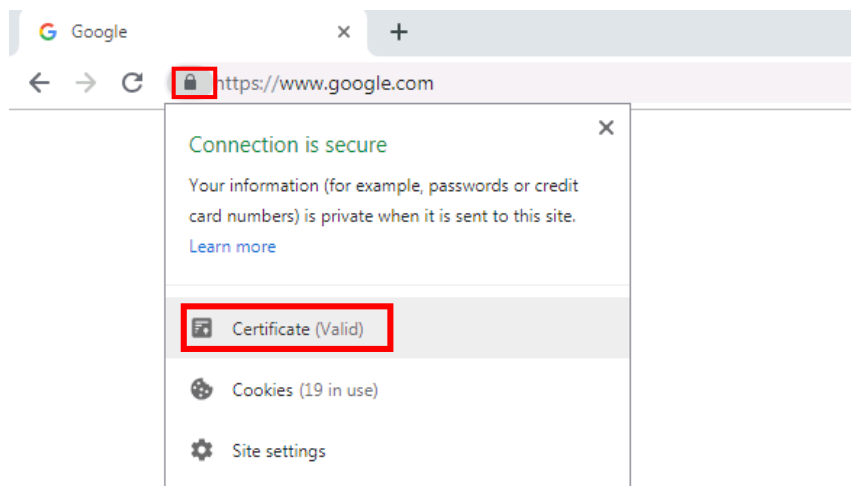 Google
https://www.google.com
Connection is secure
Your information (for example, passwords or credit
card numbers) is private when it is sent to this site.
Learn more
Certificate (Valid)
Cookies (19 in use)
Site settings